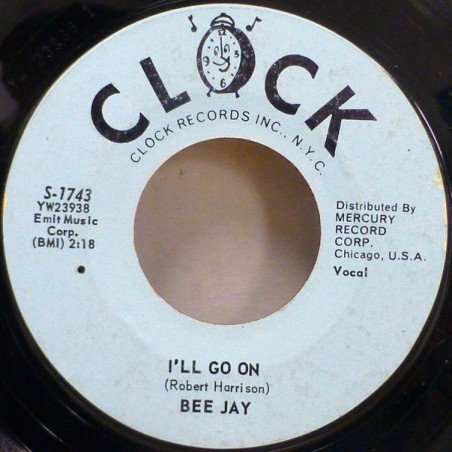 CLOCK
CLOCK RECORDS INC., N.Y.C.
S-1743
YW23938
Emit Music
Corp.
(BMI) 2:18
Distributed By
MERCURY
RECORD
CORP.
Chicago, U.S.A.
Vocal
I'LL GO ON
(Robert Harrison)
BEE JAY